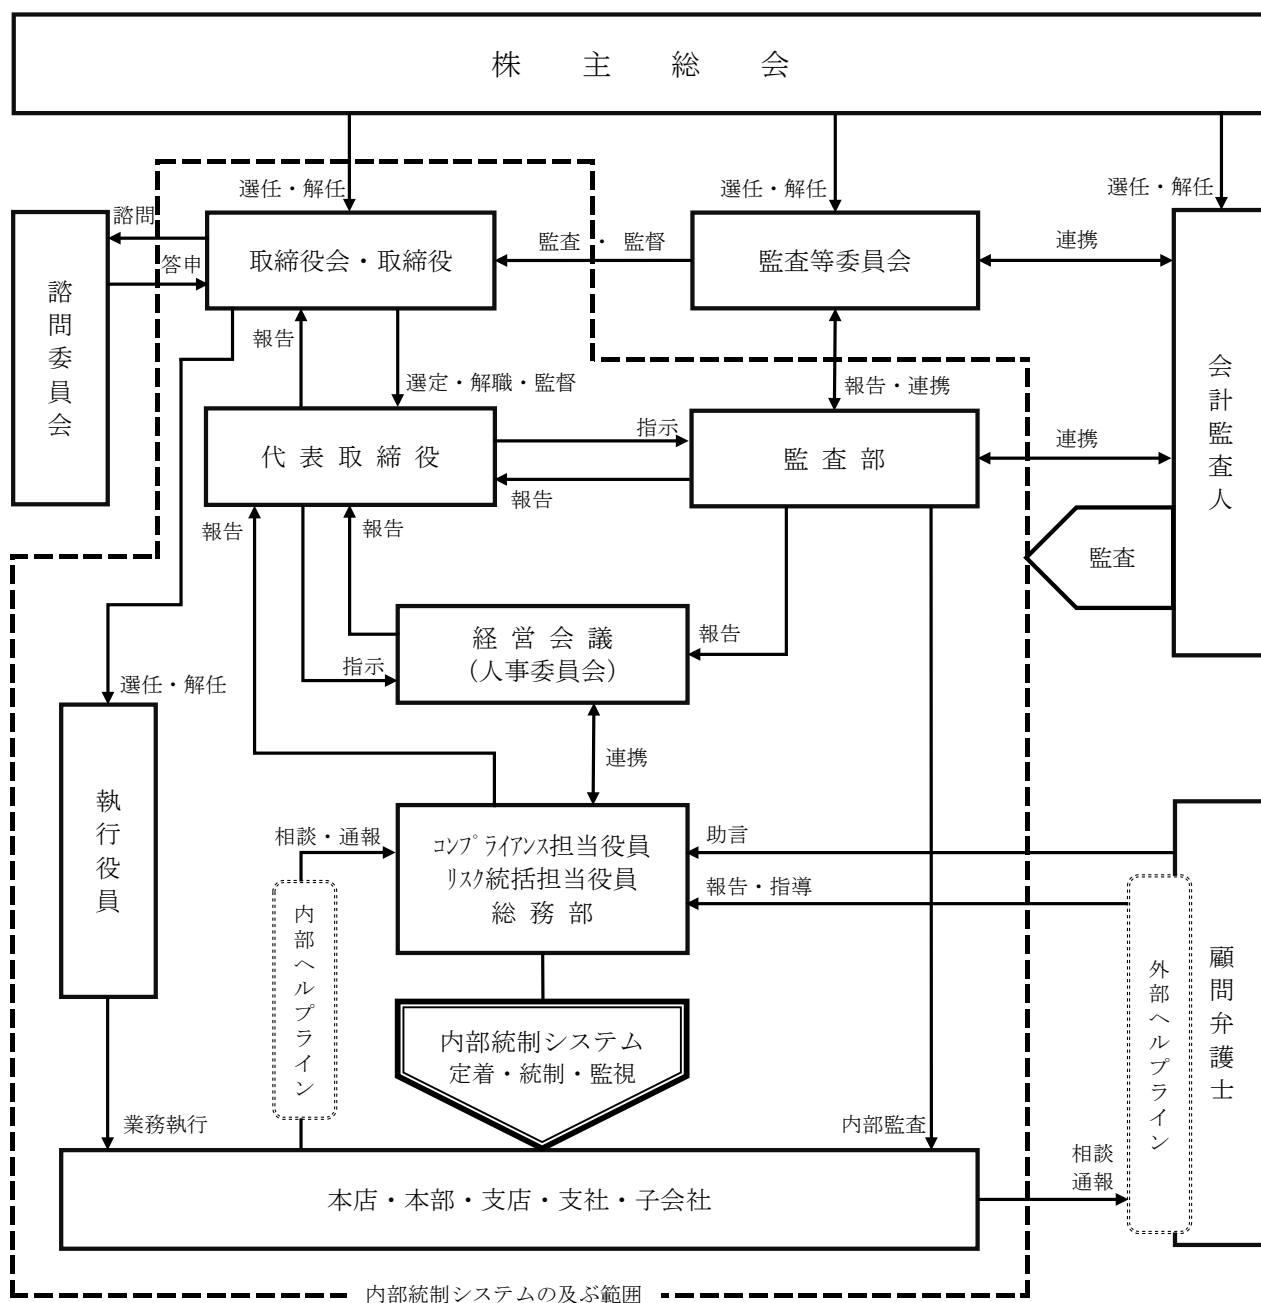 株主総会
選任・解任
選任・解任
選任・解任
諮問
答申
諮問委員会
取締役会・取締役
監査・監督
監査等委員会
連携
会計監査人
報告
選定・解職・監督
報告・連携
代表取締役
指示
報告
監査部
連携
監査
報告
報告
経営会議
(人事委員会)
報告
指示
選任・解任
連携
執行役員
相談・通報
コンプライアンス担当役員
リスク統括担当役員
総務部
助言
報告・指導
内部ヘルプライン
外部ヘルプライン
顧問弁護士
内部統制システム
定着・統制・監視
業務執行
内部監査
相談
通報
本店・本部・支店・支社・子会社
内部統制システムの及ぶ範囲